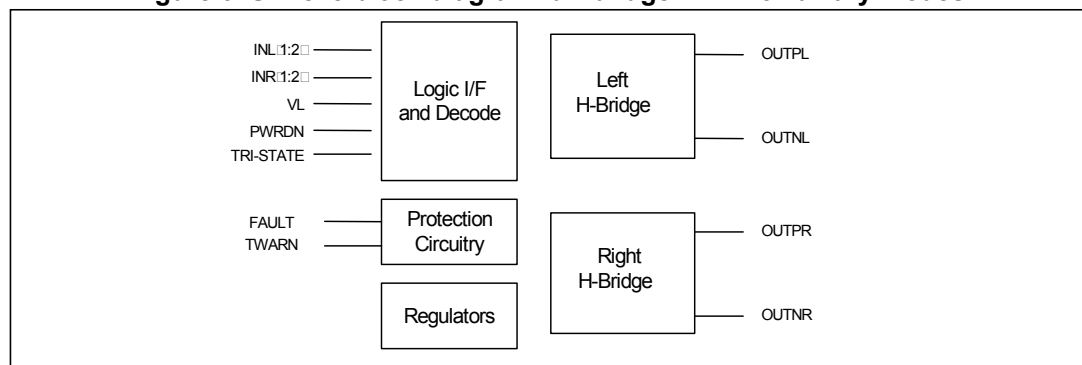 INL□1:2□
INR□1:2□
VL
PWRDN
TRI-STATE
Logic I/F
and Decode
Left
H-Bridge
OUTPL
OUTNL
FAULT
TWARN
Protection
Circuitry
Regulators
Right
H-Bridge
OUTPR
OUTNR